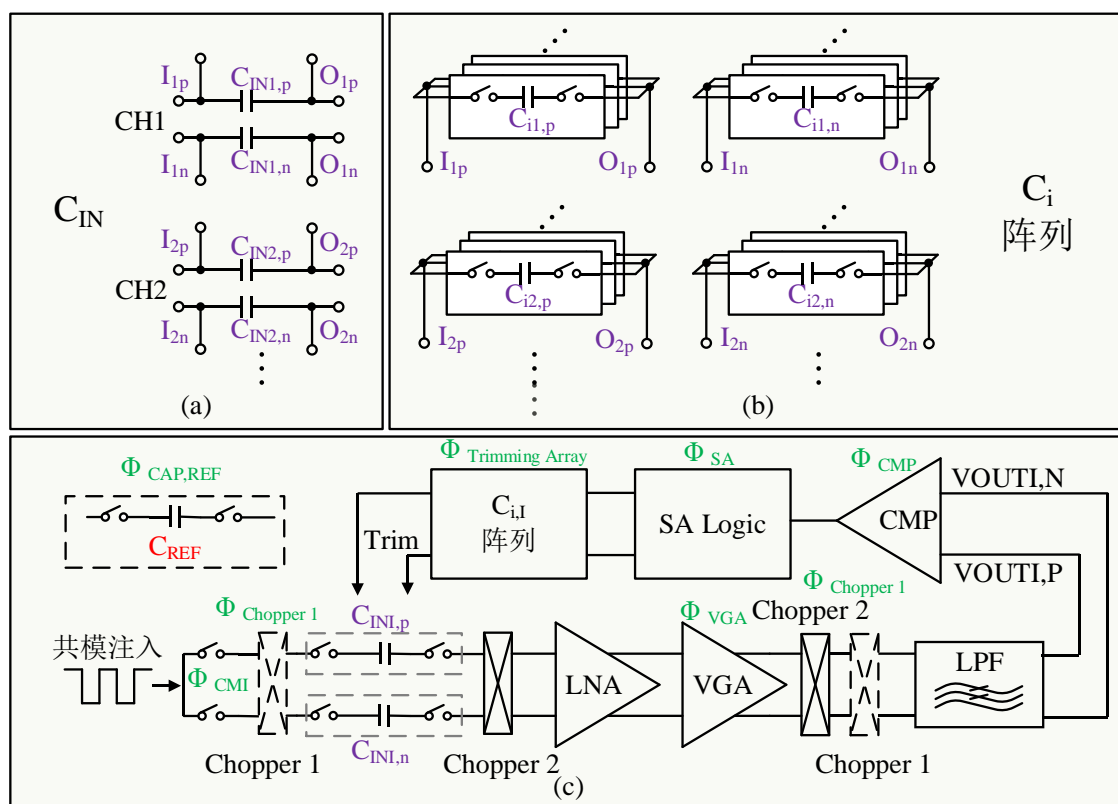 I1p
CIN1,p
O1p
CH1
I1n
CIN1,n
O1n
CIN
I2p
CIN2,p
O2p
CH2
I2n
CIN2,n
O2n
(a)
Ci1,p
I1p
O1p
Ci1,n
I1n
O1n
Ci2,p
I2p
O2p
Ci2,n
I2n
O2n
Ci
阵列
(b)
Φ CAP,REF
CREF
Φ Trimming Array
Ci,I
阵列
Trim
Φ SA
SA Logic
Φ CMP
CMP
VOUTI,N
VOUTI,P
共模注入
Φ CMI
Φ Chopper 1
Chopper 1
CINI,p
CINI,n
Chopper 2
LNA
Φ VGA
VGA
Φ Chopper 1
Chopper 2
Chopper 1
LPF
(c)